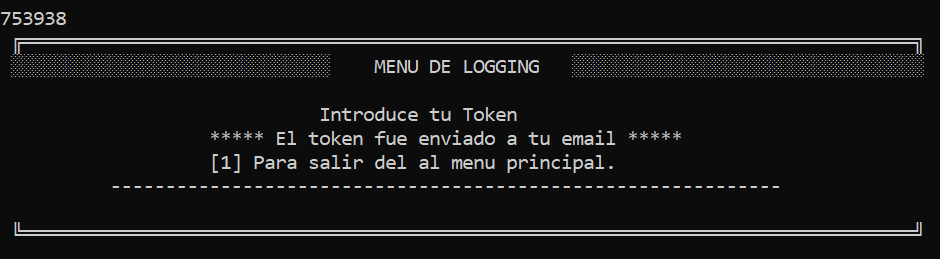 753938
MENU DE LOGGING
Introduce tu Token
***** El token fue enviado a tu email *****
[1] Para salir del al menu principal.
-------------------------------------------------------------